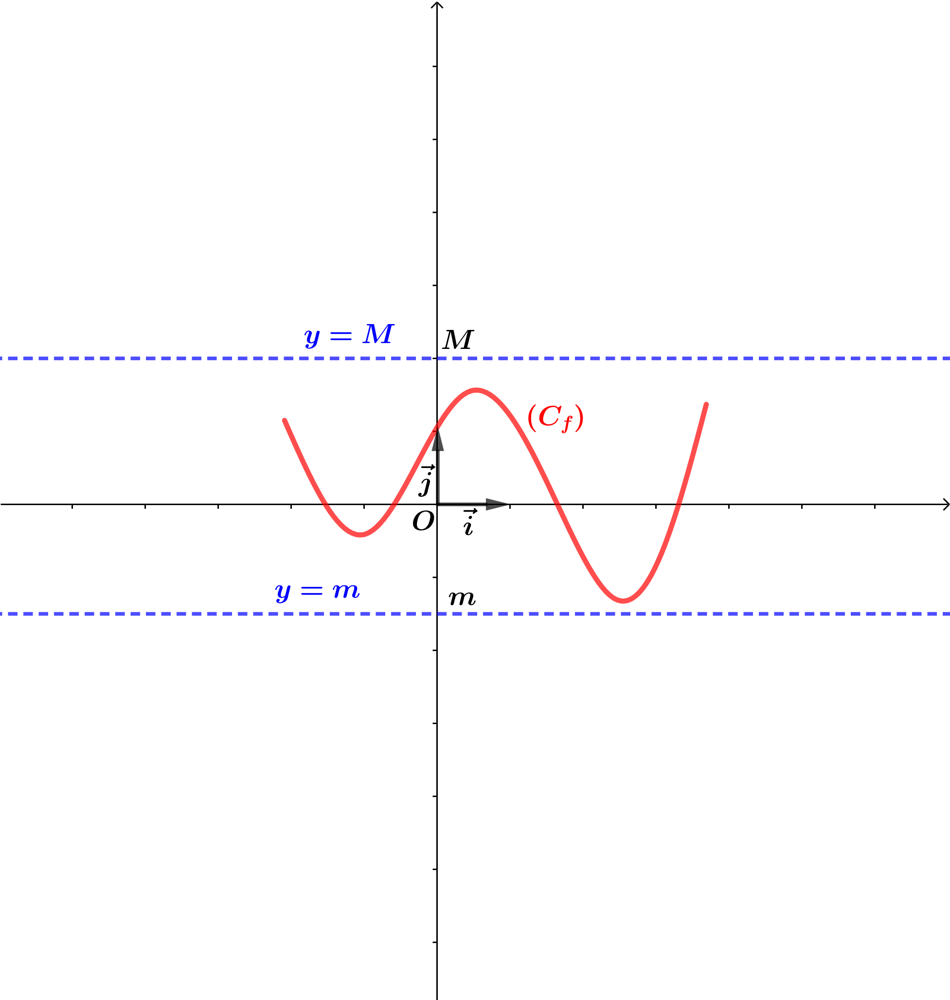 y = M
M
(C_f)
j⃗
O
i⃗
y = m
m